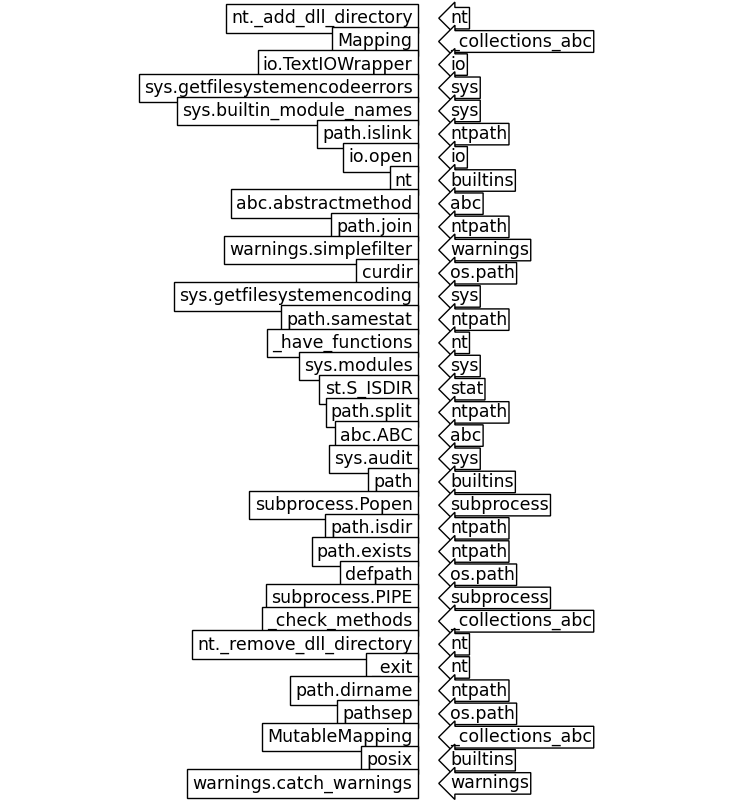 nt._add_dll_directory nt
Mapping _collections_abc
io.TextIOWrapper io
sys.getfilesystemencodeerrors sys
sys.builtin_module_names sys
path.islink ntpath
io.open io
nt builtins
abc.abstractmethod abc
path.join ntpath
warnings.simplefilter warnings
curdir os.path
sys.getfilesystemencoding sys
path.samestat ntpath
_have_functions nt
sys.modules sys
st.S_ISDIR stat
path.split ntpath
abc.ABC abc
sys.audit sys
path builtins
subprocess.Popen subprocess
path.isdir ntpath
path.exists ntpath
defpath os.path
subprocess.PIPE subprocess
_check_methods _collections_abc
nt._remove_dll_directory nt
_exit nt
path.dirname ntpath
pathsep os.path
MutableMapping _collections_abc
posix builtins
warnings.catch_warnings warnings